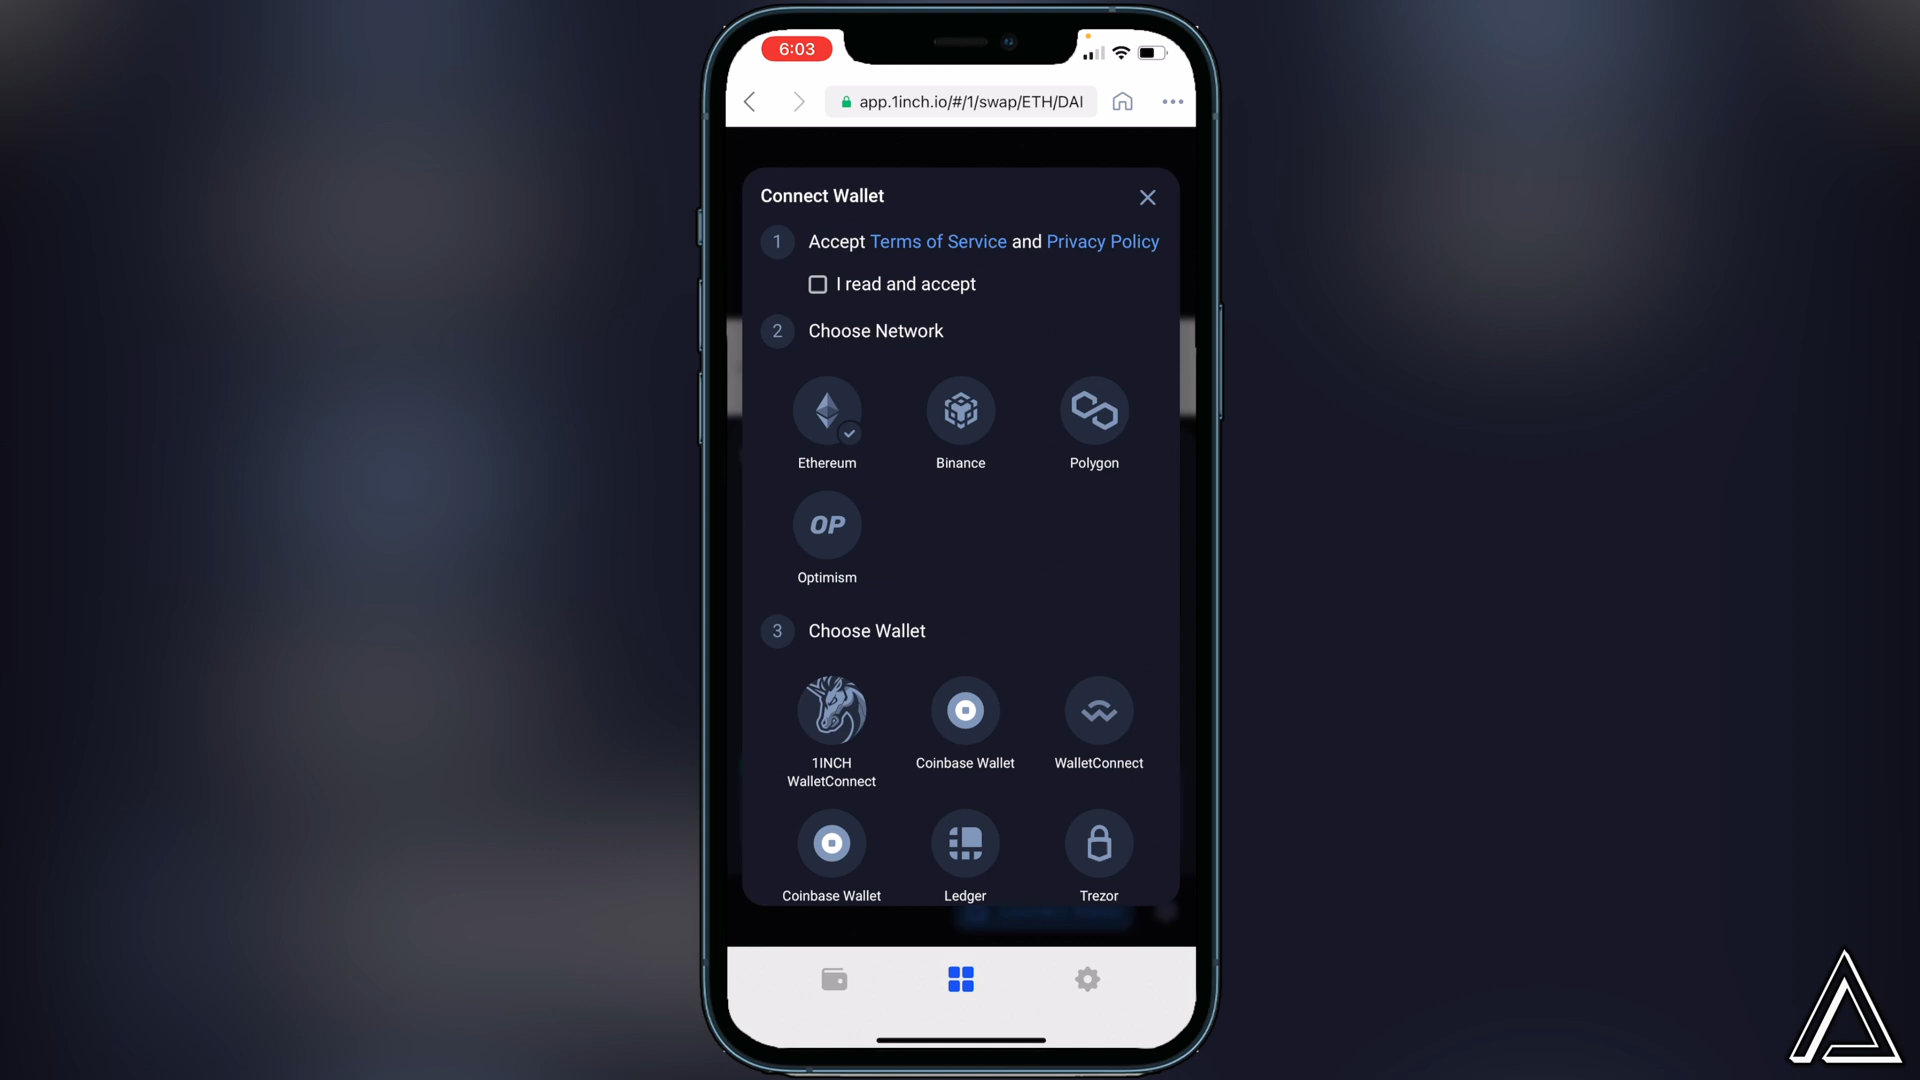 6:03
app.1inch.io/#/1/swap/ETH/DAI
Connect Wallet
1 Accept Terms of Service and Privacy Policy
I read and accept
2 Choose Network
Ethereum Binance Polygon
OP
Optimism
3 Choose Wallet
1INCH WalletConnect Coinbase Wallet WalletConnect
Coinbase Wallet Ledger Trezor